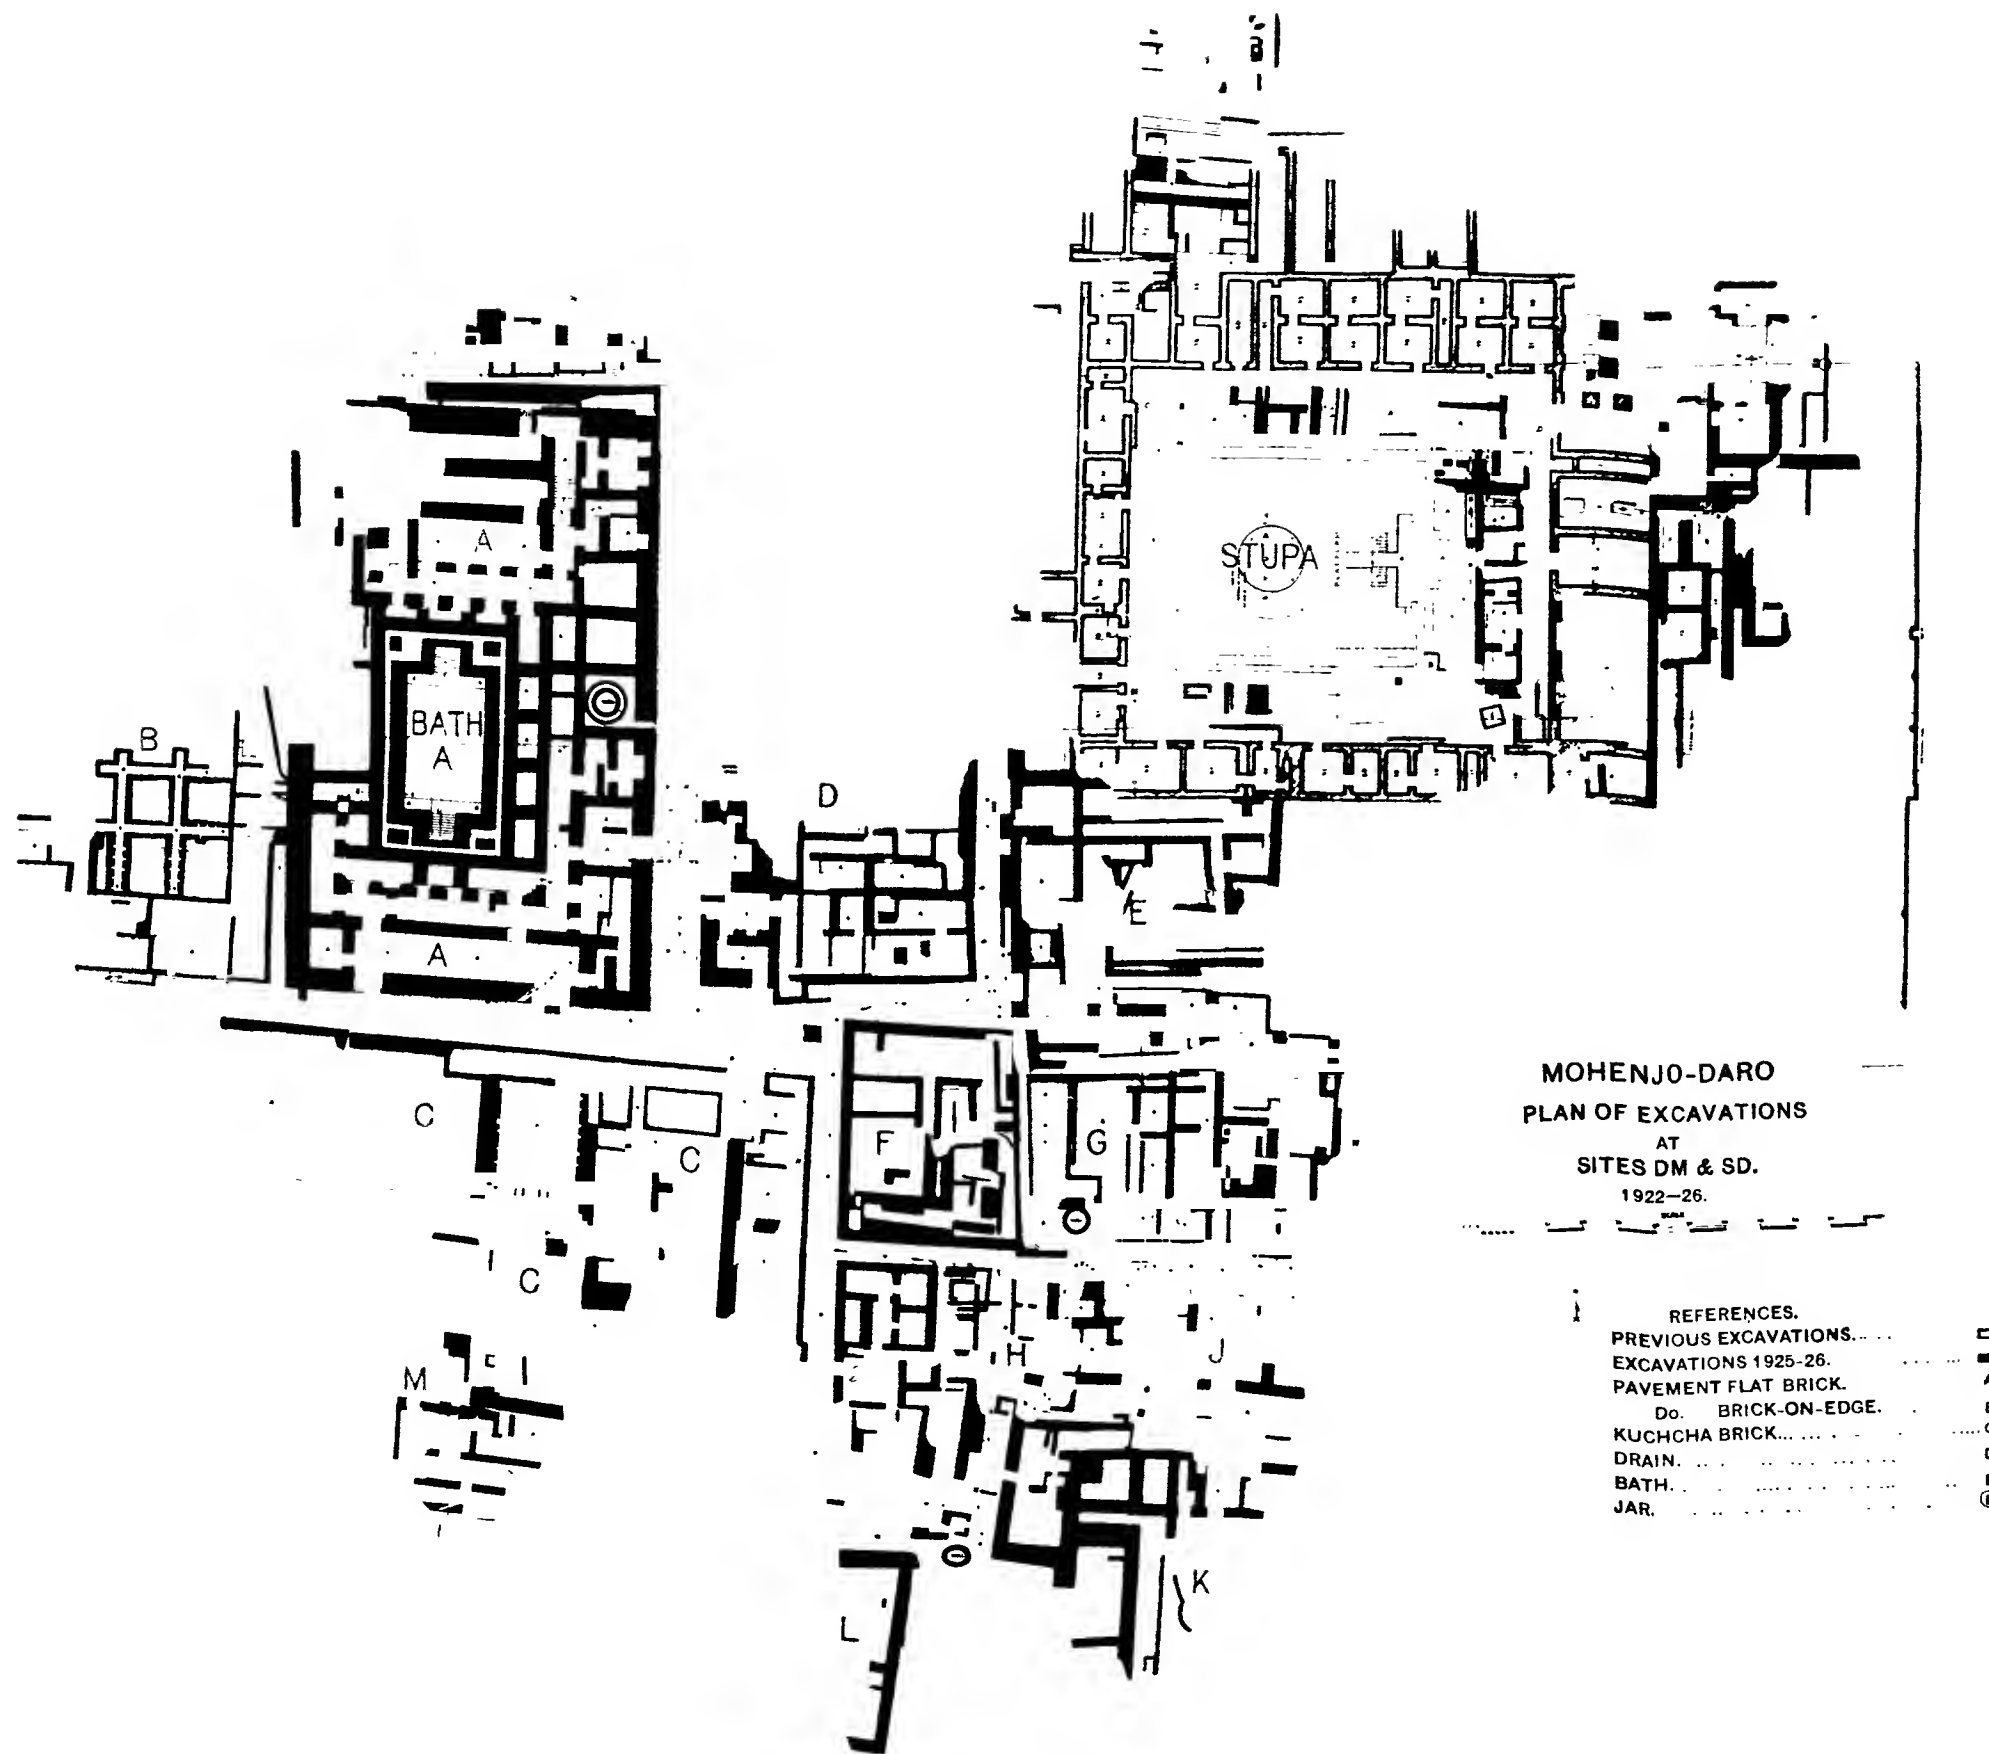 A
STUPA
BATH
A
B
D
E
A
C
C
F
G
C
M
H
J
L
K
MOHENJO-DARO
PLAN OF EXCAVATIONS
AT
SITES DM & SD.
1922—26.
SCALE
REFERENCES.
PREVIOUS EXCAVATIONS.....
EXCAVATIONS 1925-26.
PAVEMENT FLAT BRICK.
Do. BRICK-ON-EDGE.
KUCHCHA BRICK......
DRAIN.
BATH.
JAR.